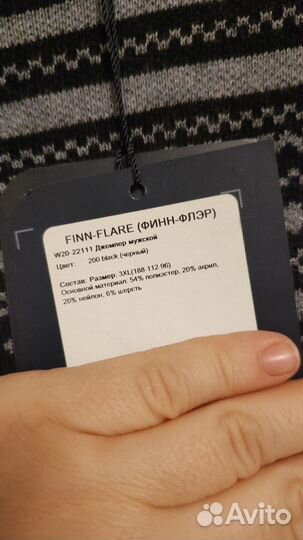 FINN-FLARE (ФИНН-ФЛЭР)
W20-22111 Джемпер мужской
Цвет: 200 black (черный)
Состав: Размер: 3XL(188-112-96)
Основной материал: 54% полиэстер, 20% акрил,
20% нейлон, 6% шерсть
Avito